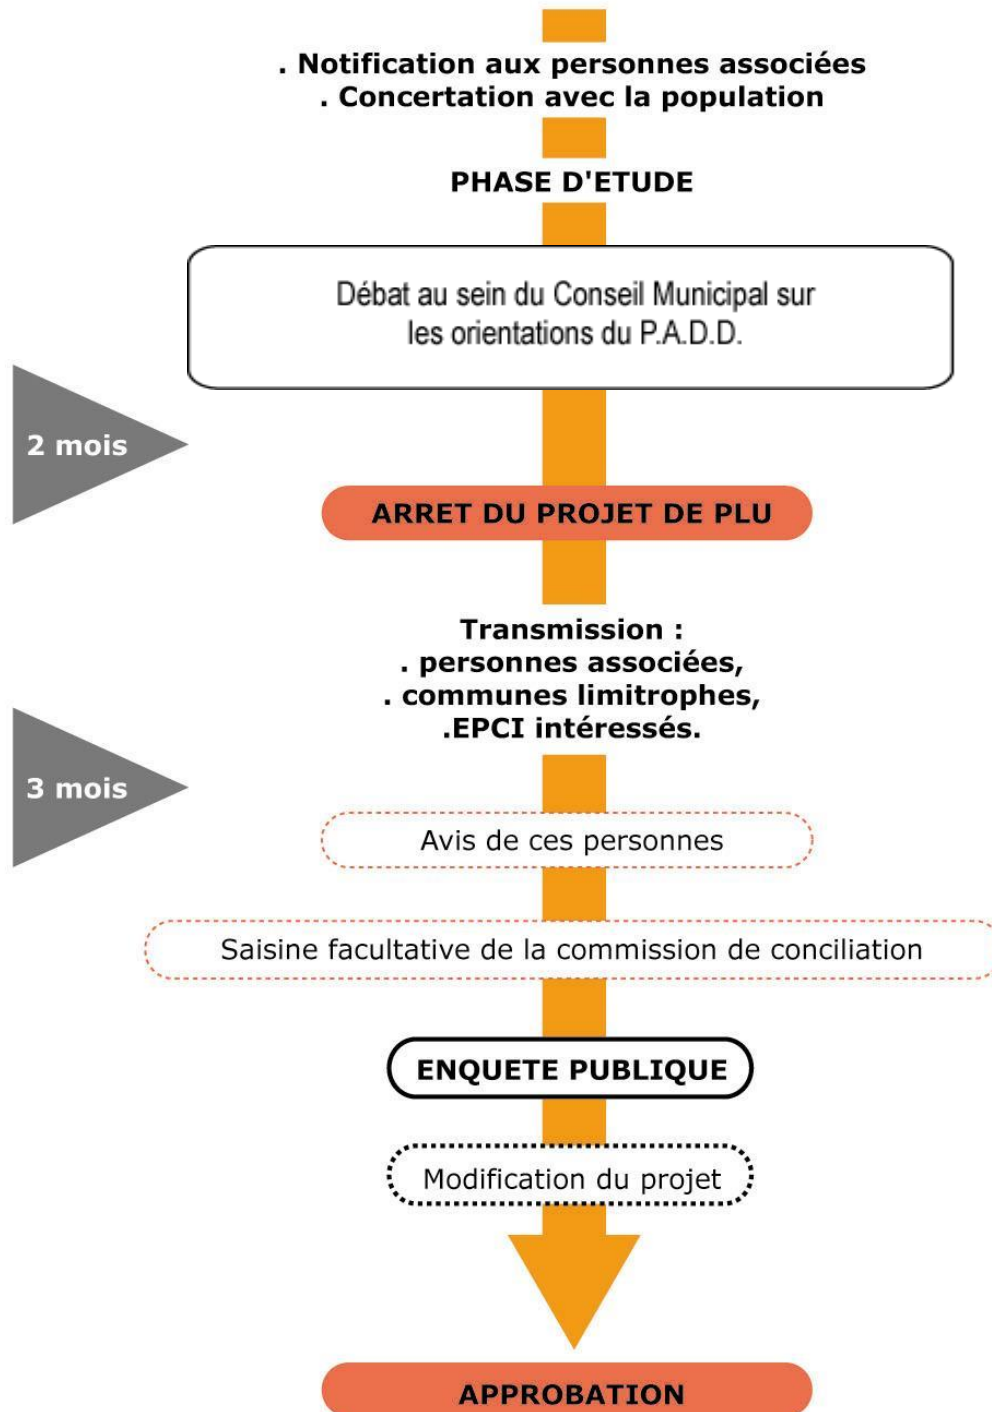 . Notification aux personnes associées
. Concertation avec la population
PHASE D'ETUDE
Débat au sein du Conseil Municipal sur
les orientations du P.A.D.D.
2 mois
ARRET DU PROJET DE PLU
Transmission :
. personnes associées,
. communes limitrophes,
.EPCI intéressés.
3 mois
Avis de ces personnes
Saisine facultative de la commission de conciliation
ENQUETE PUBLIQUE
Modification du projet
APPROBATION